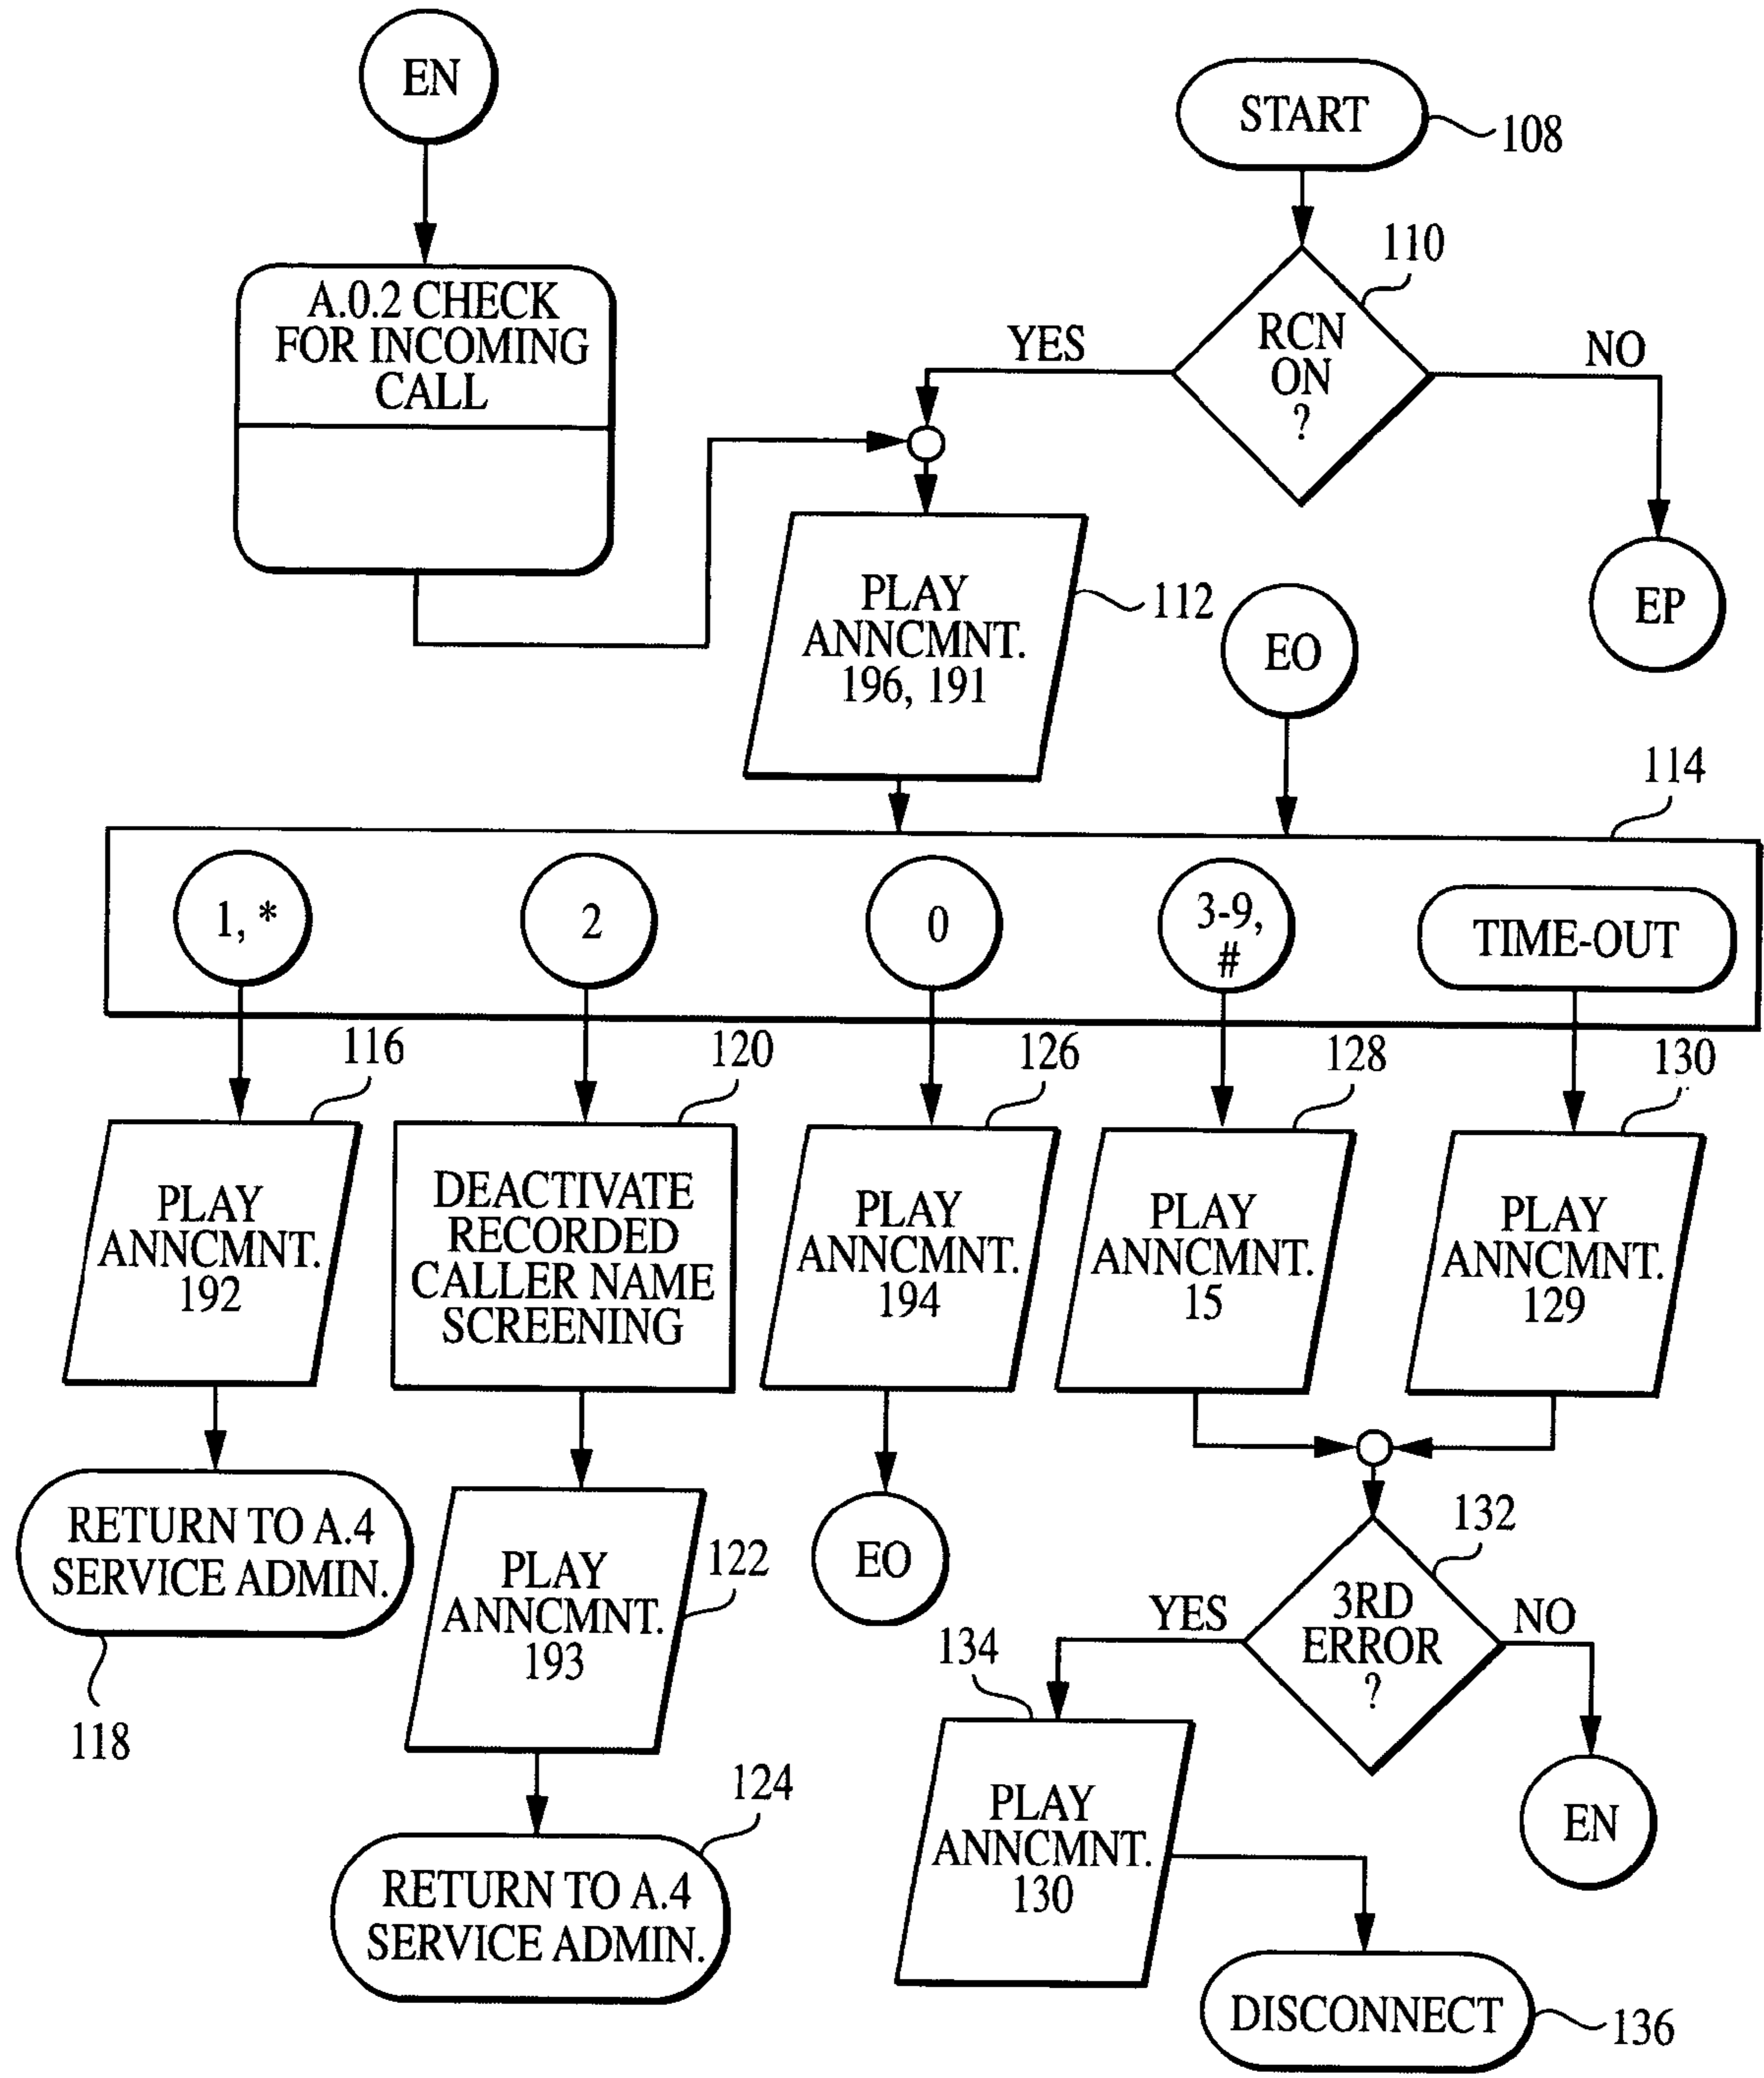 EN
START
108
A.0.2 CHECK
FOR INCOMING
CALL
110
RCN
ON
?
YES
NO
PLAY
ANNCMNT.
196, 191
112
EO
EP
114
1, *
2
0
3-9,
#
TIME-OUT
116
120
126
128
130
PLAY
ANNCMNT.
192
DEACTIVATE
RECORDED
CALLER NAME
SCREENING
PLAY
ANNCMNT.
194
PLAY
ANNCMNT.
15
PLAY
ANNCMNT.
129
RETURN TO A.4
SERVICE ADMIN.
118
PLAY
ANNCMNT.
193
122
EO
132
3RD
ERROR
?
YES
NO
134
PLAY
ANNCMNT.
130
EN
124
RETURN TO A.4
SERVICE ADMIN.
DISCONNECT
136